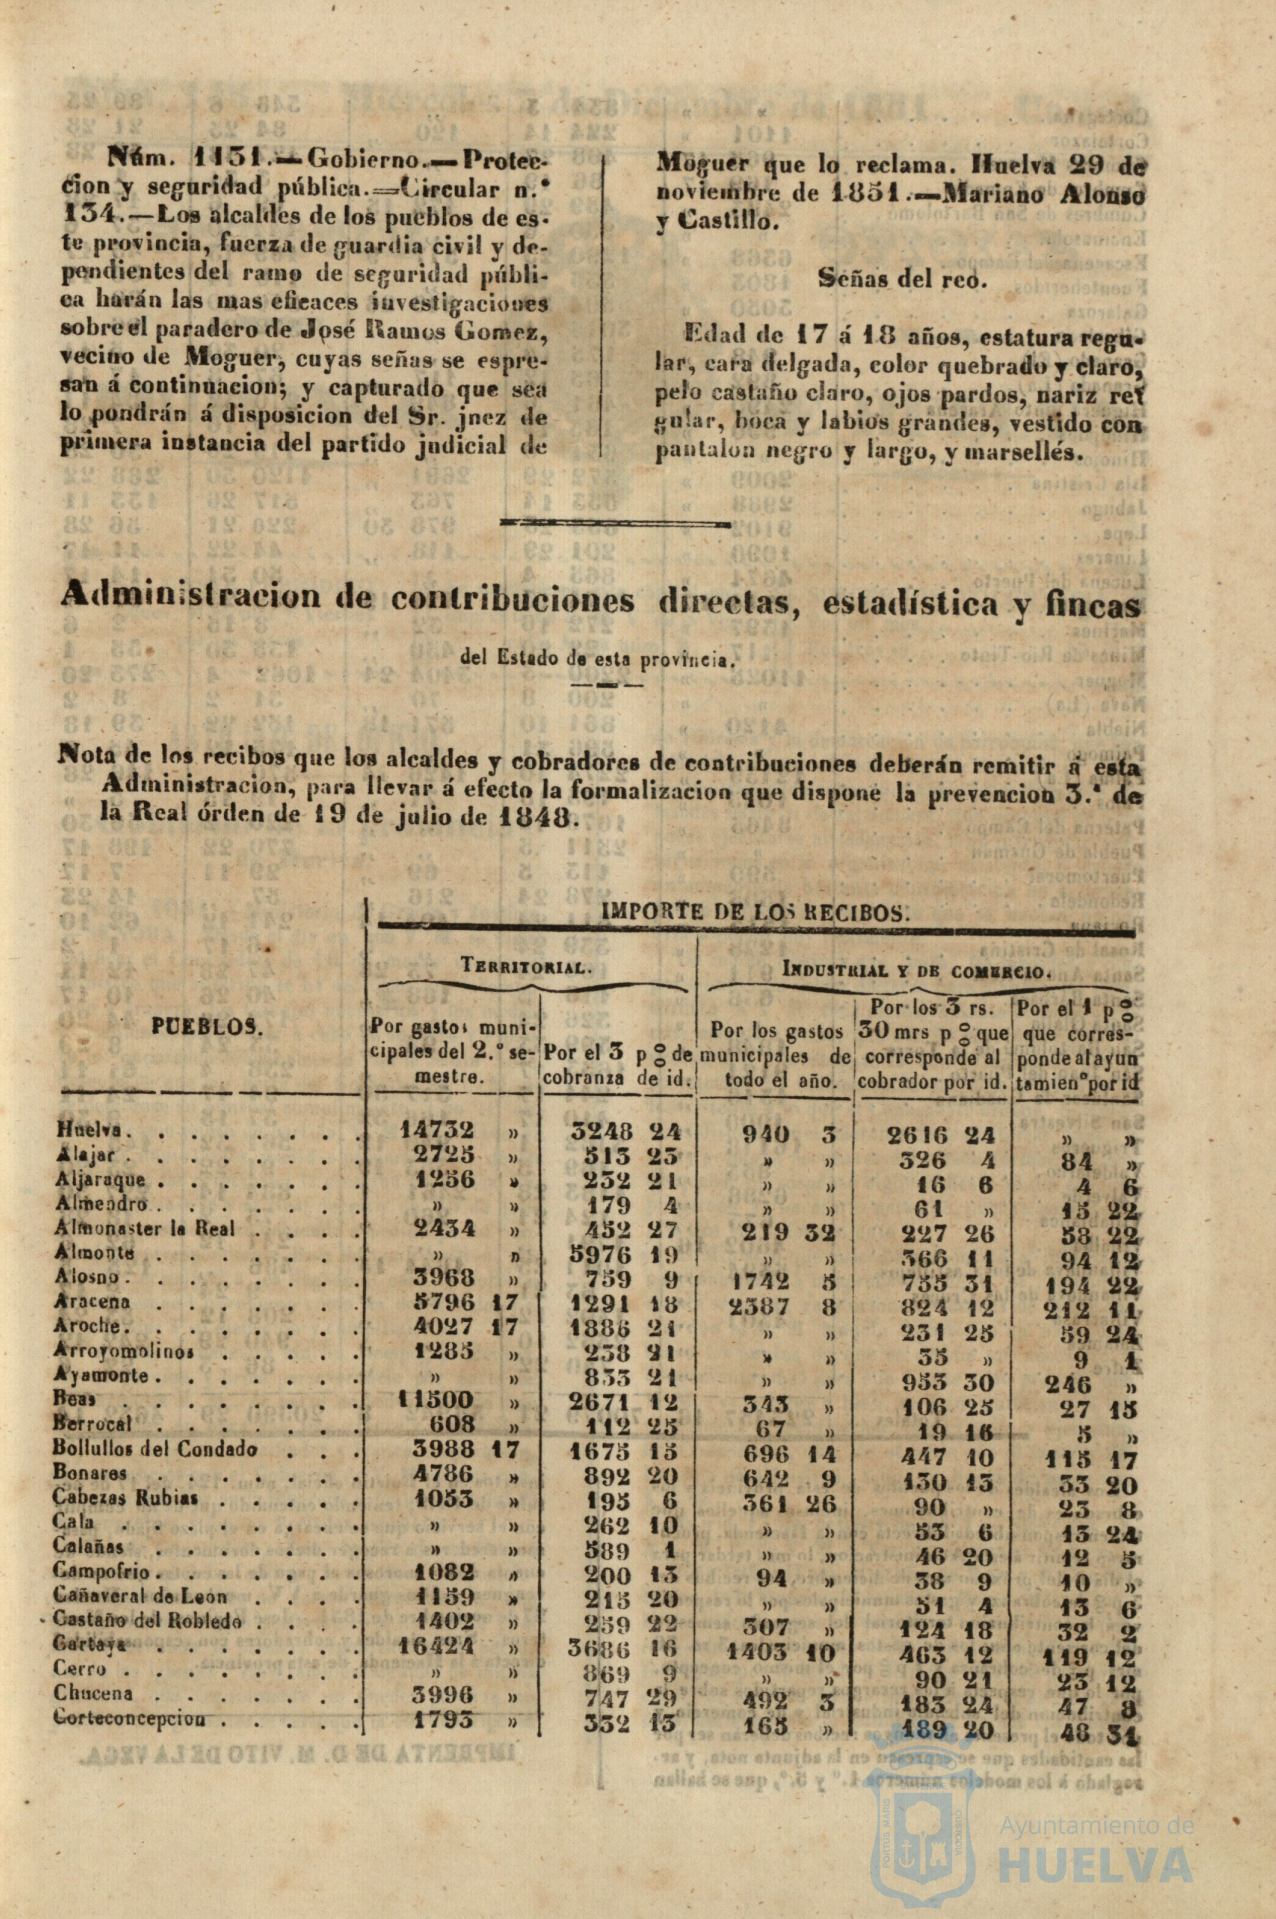 Núm. 1131.—Gobierno.—Protec-
cion y seguridad pública.=Circular n.º
134.—Los alcaldes de los pueblos de es-
te provincia, fuerza de guardia civil y de-
pendientes del ramo de seguridad públi-
ca harán las mas eficaces investigaciones
sobre el paradero de José Ramos Gomez,
vecino de Moguer, cuyas señas se espre-
san á continuacion; y capturado que sea
lo pondrán á disposicion del Sr. jnez de
primera instancia del partido judicial de
Moguer que lo reclama. Huelva 29 de
noviembre de 1851.—Mariano Alonso
y Castillo.
Señas del reo.
Edad de 17 á 18 años, estatura regu-
lar, cara delgada, color quebrado y claro,
pelo castaño claro, ojos pardos, nariz re
gular, boca y labios grandes, vestido con
pantalon negro y largo, y marsellés.
Administracion de contribuciones directas, estadística y fincas
del Estado de esta provincia.
Nota de los recibos que los alcaldes y cobradores de contribuciones deberán remitir á esta
Administracion, para llevar á efecto la formalizacion que dispone la prevencion 3.ª de
la Real órden de 19 de julio de 1848.
IMPORTE DE LOS RECIBOS.
TERRITORIAL. INDUSTRIAL Y DE COMERCIO.
PUEBLOS.
Por gastos muni-
cipales del 2.º se-
mestre.
Por el 3 p% de
cobranza de id.
Por los gastos
municipales de
todo el año.
Por los 3 rs.
30 mrs p% que
corresponde al
cobrador por id.
Por el 1 p%
que corres-
ponde al ayun
tamienº por id
Huelva. . . . . . . . 14732 » 3248 24 940 3 2616 24 » »
Alajar . . . . . . . . 2725 » 513 23 » » 326 4 84 »
Aljaraque . . . . . . . 1256 » 232 21 » » 16 6 4 6
Almendro . . . . . . . » » 179 4 » » 61 » 15 22
Almonaster la Real . . . . 2434 » 452 27 219 32 227 26 58 22
Almonte . . . . . . . » » 5976 19 » » 366 11 94 12
Alosno. . . . . . . . 3968 » 759 9 1742 5 755 31 194 22
Aracena . . . . . . . 5796 17 1291 18 2387 8 824 12 212 11
Aroche. . . . . . . . 4027 17 1886 21 » » 231 25 59 24
Arroyomolinos . . . . . 1285 » 238 21 » » 35 » 9 1
Ayamonte . . . . . . . » » 833 21 » » 953 30 246 »
Beas . . . . . . . . 11500 » 2671 12 343 » 106 25 27 15
Berrocal . . . . . . . 608 » 112 25 67 » 19 16 5 »
Bollullos del Condado . . . 3988 17 1675 15 696 14 447 10 115 17
Bonares . . . . . . . 4786 » 892 20 642 9 130 13 33 20
Cabezas Rubias . . . . . 1053 » 195 6 361 26 90 » 23 8
Cala . . . . . . . . » » 262 10 » » 53 6 13 24
Calañas . . . . . . . » » 589 1 » » 46 20 12 5
Campofrio . . . . . . . 1082 » 200 13 94 » 38 9 10 »
Cañaveral de Leon . . . . 1159 » 215 20 » » 51 4 13 6
Castaño del Robledo . . . . 1402 » 259 22 307 » 124 18 32 2
Cartaya . . . . . . . 16424 » 3686 16 1403 10 463 12 119 12
Cerro . . . . . . . . » » 869 9 » » 90 21 23 12
Chucena . . . . . . . 3996 » 747 29 492 3 183 24 47 8
Corteconcepcion . . . . . 1793 » 332 13 165 » 189 20 48 31
Ayuntamiento de
HUELVA